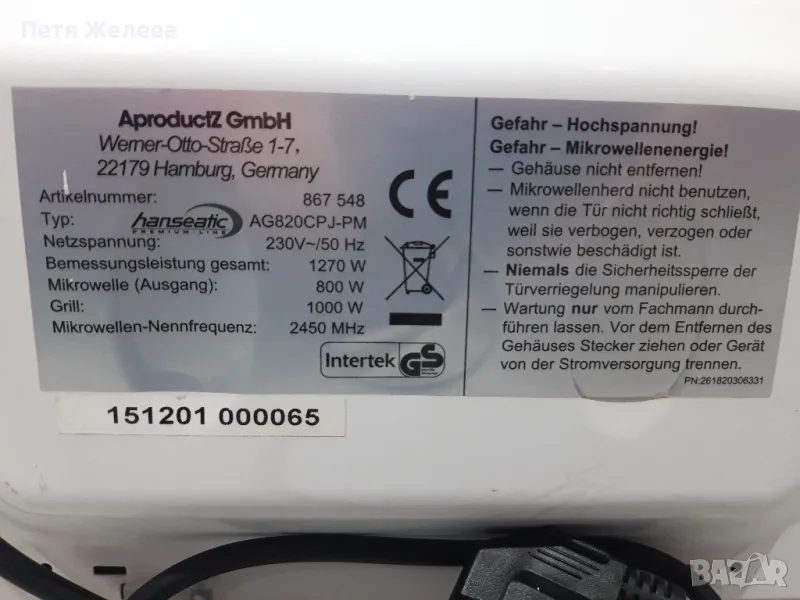 Петя Желева
AproductZ GmbH
Werner-Otto-Straße 1-7,
22179 Hamburg, Germany
Artikelnummer: 867 548
Typ: hanseatic PREMIUM LINE AG820CPJ-PM
Netzspannung: 230V~/50 Hz
Bemessungsleistung gesamt: 1270 W
Mikrowelle (Ausgang): 800 W
Grill: 1000 W
Mikrowellen-Nennfrequenz: 2450 MHz
CE
Intertek GS
Gefahr – Hochspannung!
Gefahr – Mikrowellenenergie!
— Gehäuse nicht entfernen!
— Mikrowellenherd nicht benutzen,
wenn die Tür nicht richtig schließt,
weil sie verbogen, verzogen oder
sonstwie beschädigt ist.
— Niemals die Sicherheitssperre der
Türverriegelung manipulieren.
— Wartung nur vom Fachmann durch-
führen lassen. Vor dem Entfernen des
Gehäuses Stecker ziehen oder Gerät
von der Stromversorgung trennen.
PN:261820306331
151201 000065
BAZAR